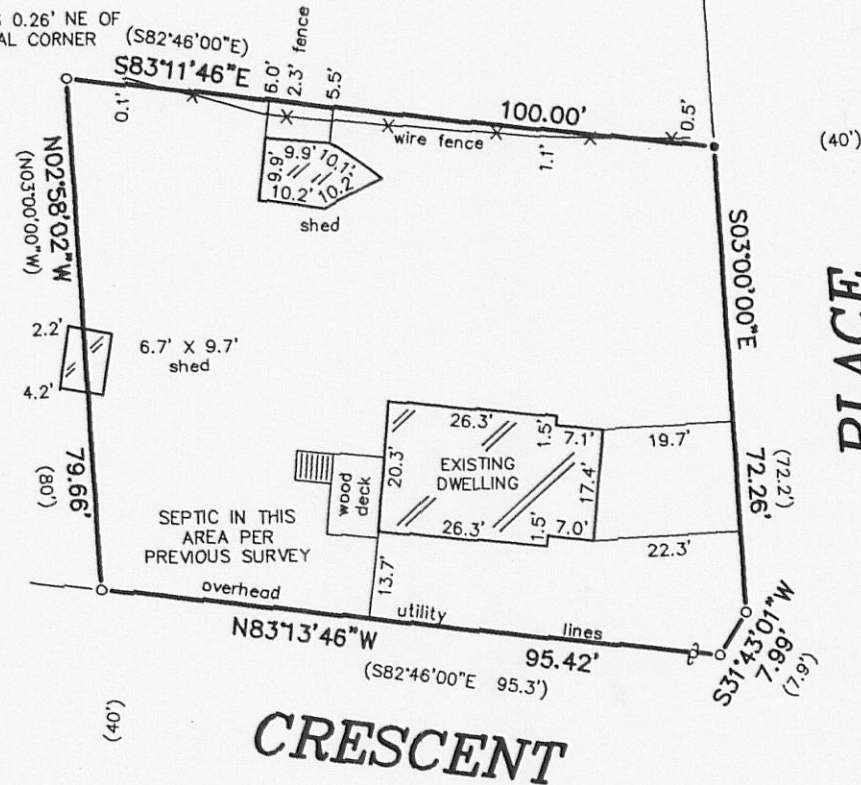 0.26' NE OF
AL CORNER
(S82°46'00"E)
S83°11'46"E
100.00'
0.1'
6.0'
2.3' fence
5.5'
wire fence
1.1'
0.5'
(40')
N02°58'02"W
(N03°00'00"W)
9.9'
9.9'
10.1'
10.2'
10.2'
shed
S03°00'00"E
PLACE
2.2'
4.2'
6.7' X 9.7'
shed
79.66'
(80')
26.3'
1.5'
7.1'
19.7'
72.26'
(72.2')
20.3'
EXISTING
DWELLING
17.4'
wood
deck
26.3'
1.5'
7.0'
22.3'
SEPTIC IN THIS
AREA PER
PREVIOUS SURVEY
13.7'
overhead
utility
lines
N83°13'46"W
95.42'
(S82°46'00"E 95.3')
S31°43'01"W
7.99'
(7.9')
(40')
CRESCENT